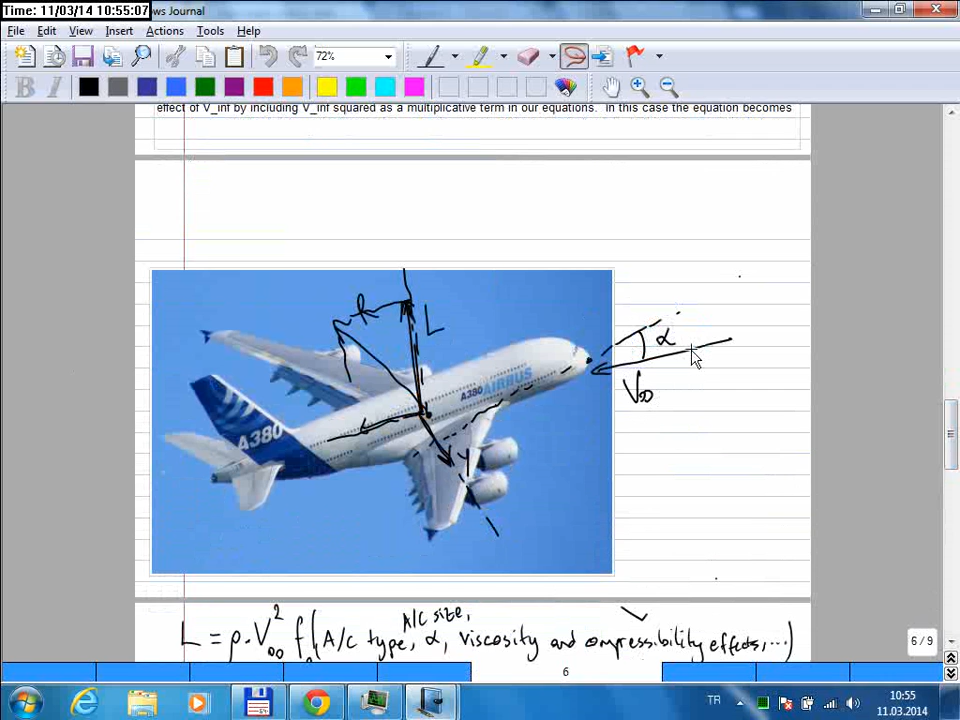 Time: 11/03/14 10:55:07
ws Journal
File Edit View Insert Actions Tools Help
72%
B I
effect of V_inf by including V_inf squared as a multiplicative term in our equations. In this case the equation becomes
R
L
α
V∞
A380 AIRBUS
A380
y
A/C size,
L = ρ.V∞² f(A/C type, α, viscosity and compressibility effects, ...)
6 / 9
6
TR
10:55
11.03.2014